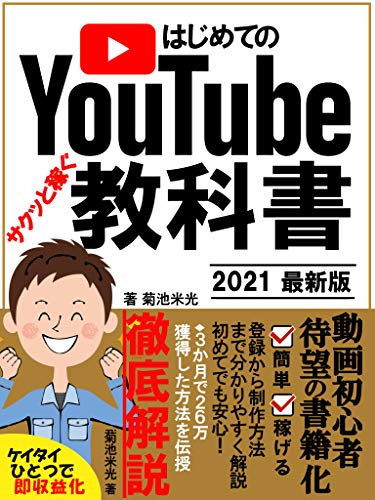 はじめての
YouTube
サクッと稼ぐ
教科書
2021 最新版
著 菊池米光
動画初心者
待望の書籍化
簡単
稼げる
登録から制作方法
まで分かりやすく解説
初めてでも安心！
◆3か月で26万
獲得した方法を伝授
徹底解説
菊池米光 著
ケイタイ
ひとつで
即収益化